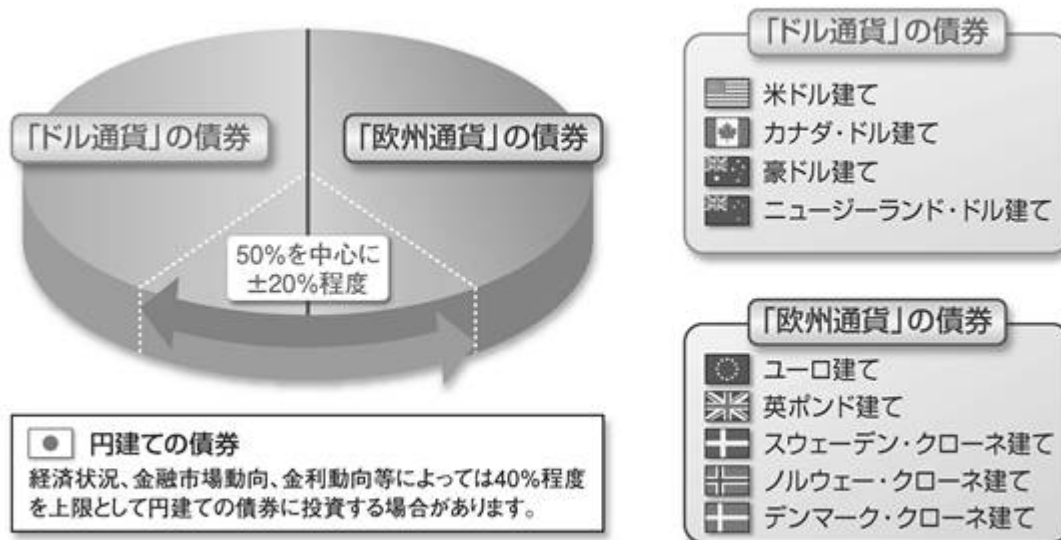 「ドル通貨」の債券
「欧州通貨」の債券
50%を中心に
±20%程度
円建ての債券
経済状況、金融市場動向、金利動向等によっては40%程度
を上限として円建ての債券に投資する場合があります。
「ドル通貨」の債券
米ドル建て
カナダ・ドル建て
豪ドル建て
ニュージーランド・ドル建て
「欧州通貨」の債券
ユーロ建て
英ポンド建て
スウェーデン・クローネ建て
ノルウェー・クローネ建て
デンマーク・クローネ建て